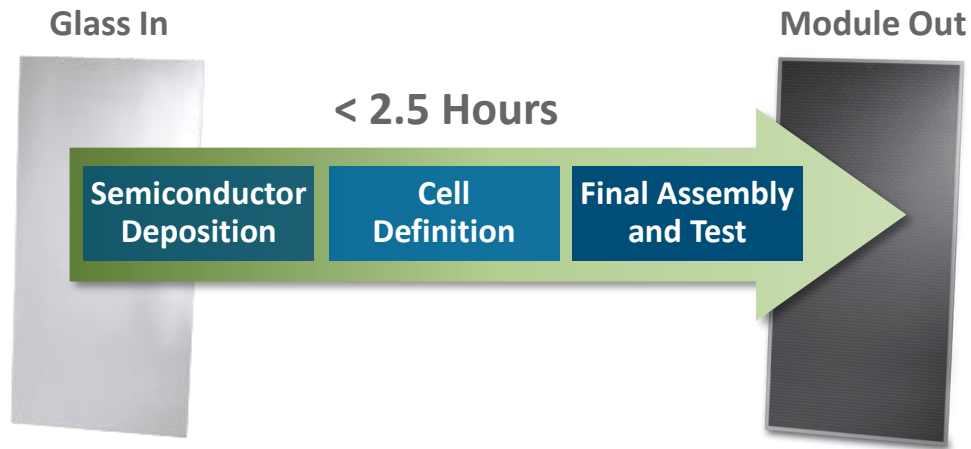 Glass In
Module Out
< 2.5 Hours
Semiconductor
Deposition
Cell
Definition
Final Assembly
and Test